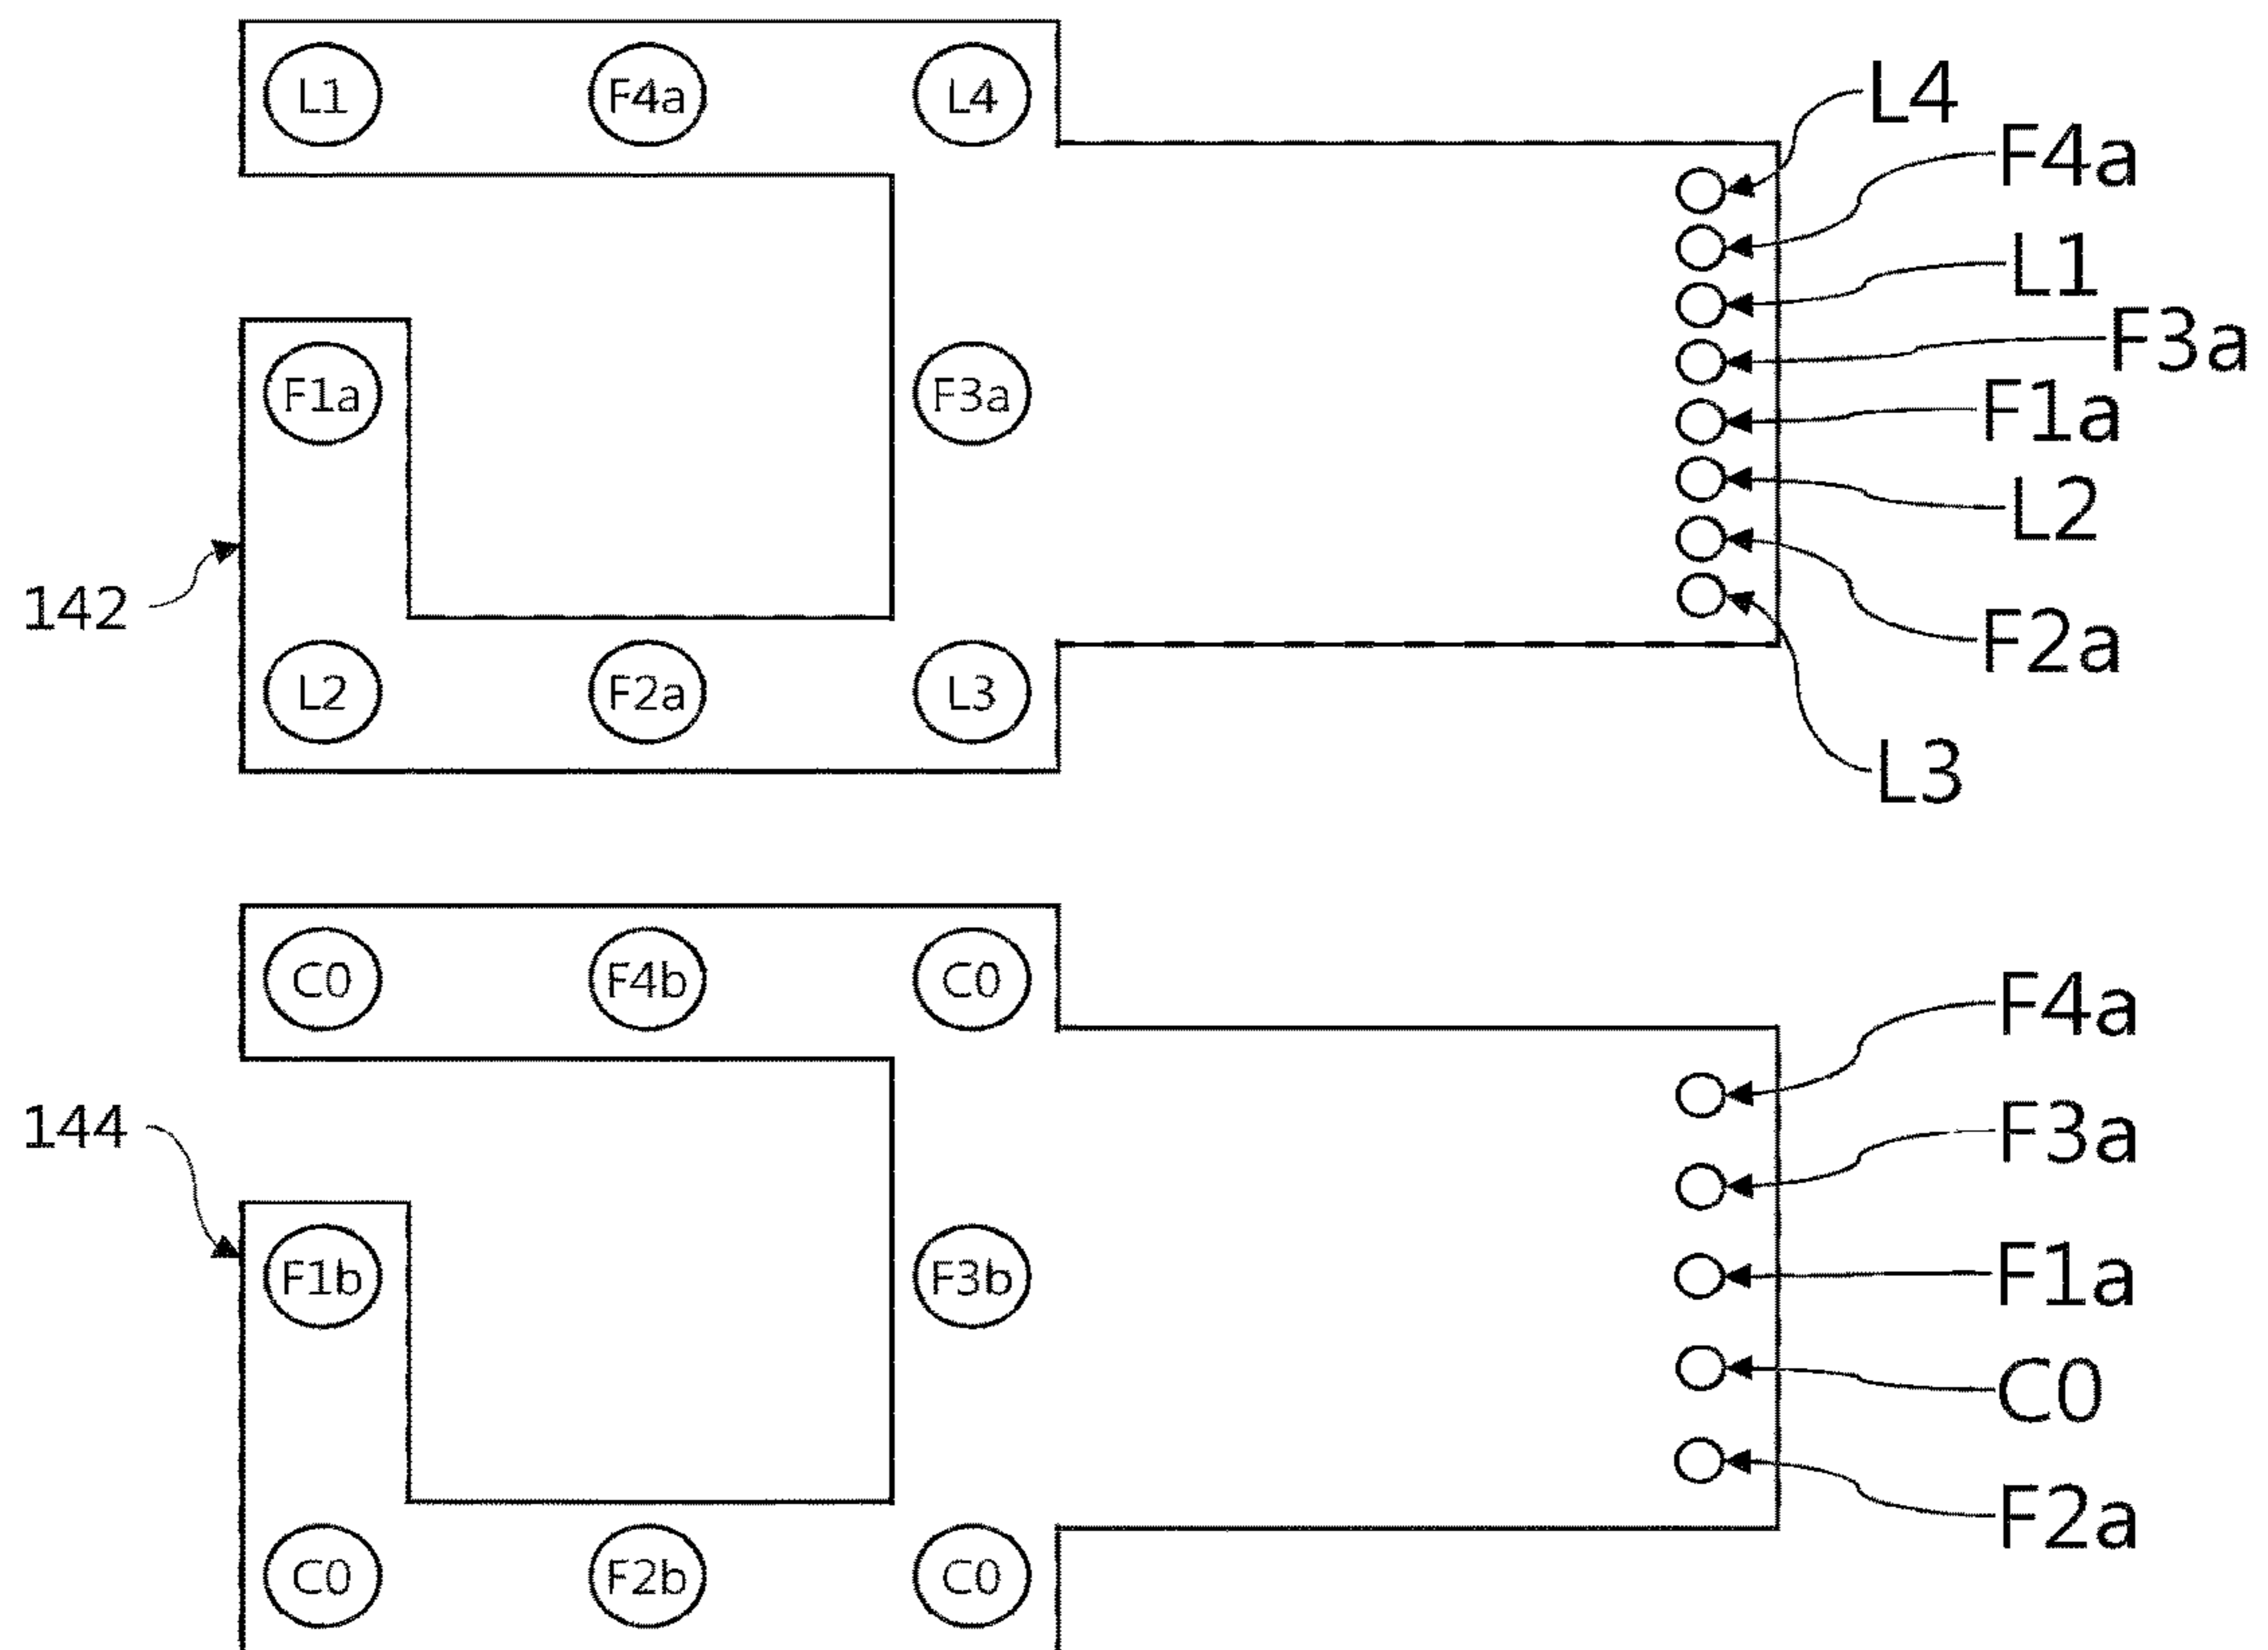 L1 F4a L4
L4
F4a
L1
F3a
F1a F3a
F1a
L2
142
F2a
L2 F2a L3
L3
C0 F4b C0
F4a
144
F3a
F1b F3b
F1a
C0
F2a
C0 F2b C0